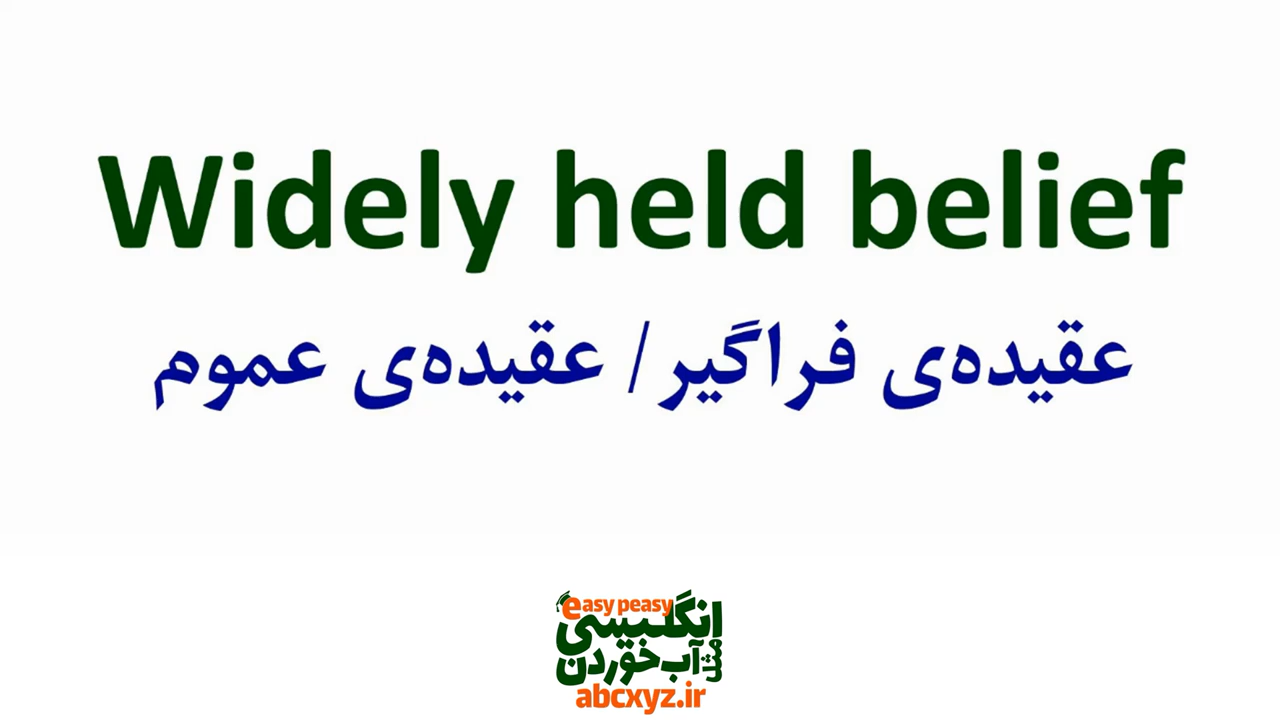 Widely held belief
عقیده‌ی فراگیر/ عقیده‌ی عموم
easy peasy
انگلیسی
مثل
آب خوردن
abcxyz.ir